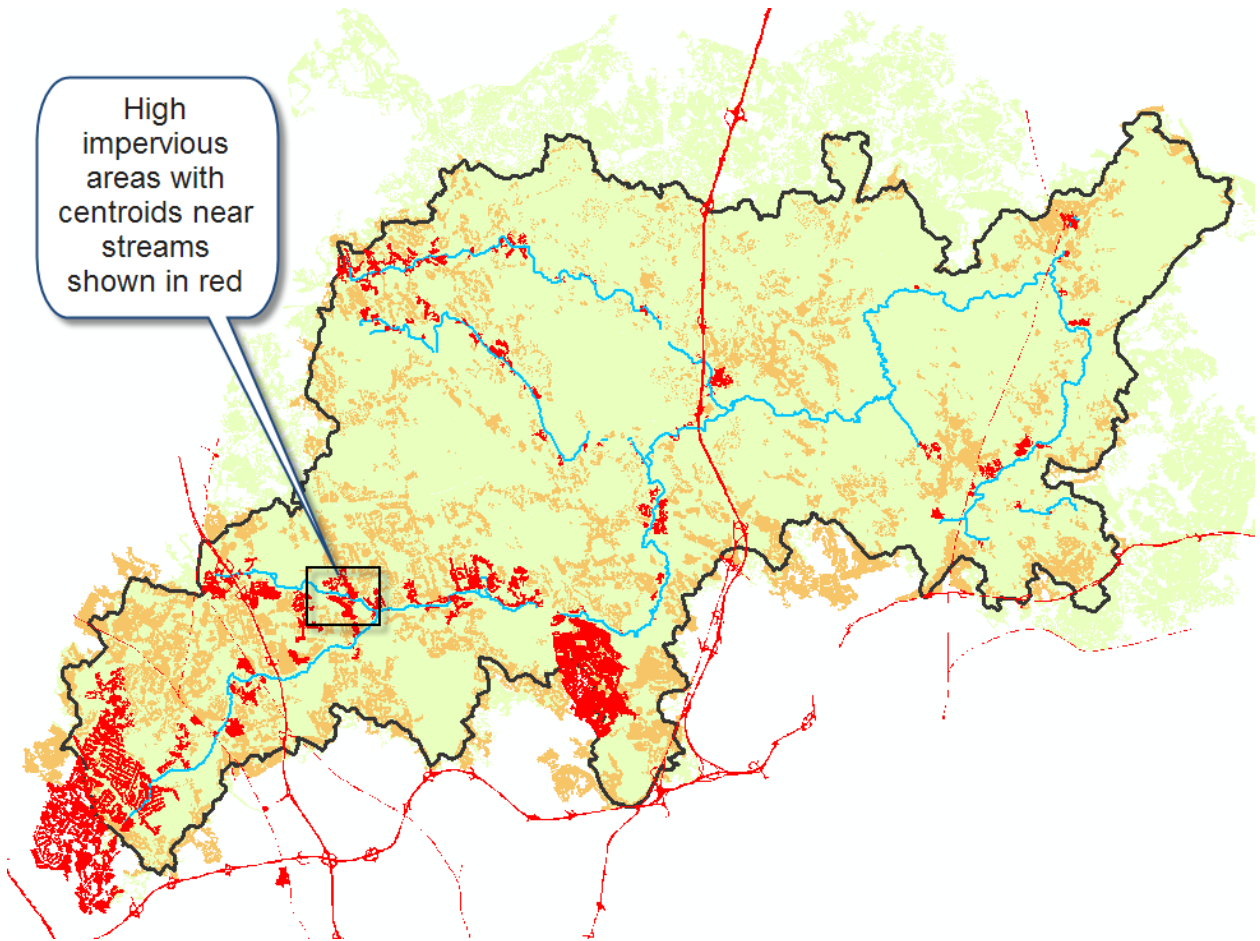 High
impervious
areas with
centroids near
streams
shown in red